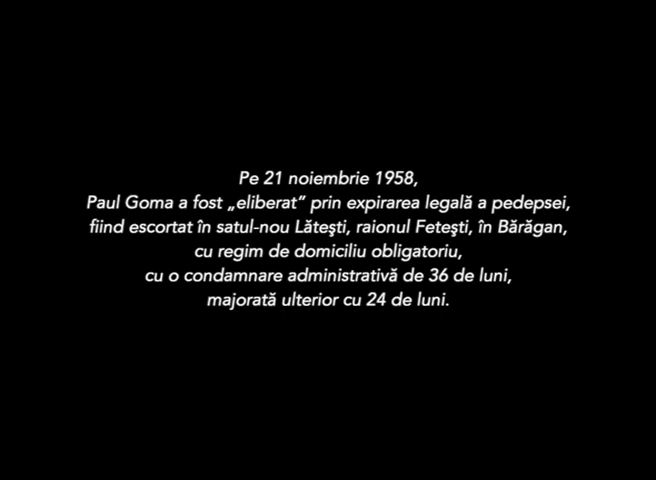 Pe 21 noiembrie 1958,
Paul Goma a fost „eliberat“ prin expirarea legală a pedepsei,
fiind escortat în satul-nou Lăteşti, raionul Feteşti, în Bărăgan,
cu regim de domiciliu obligatoriu,
cu o condamnare administrativă de 36 de luni,
majorată ulterior cu 24 de luni.